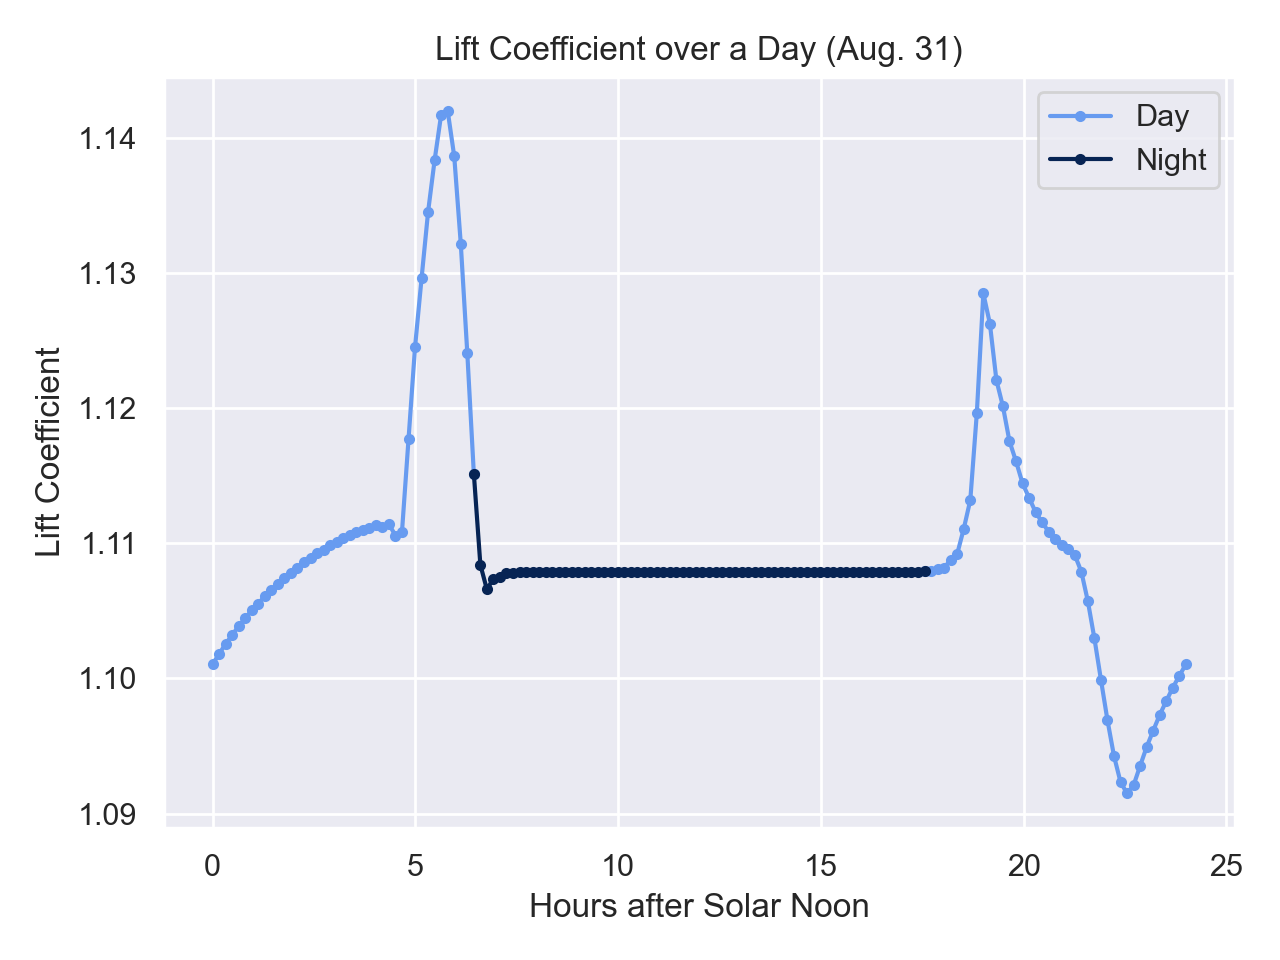 Lift Coefficient over a Day (Aug. 31)
Day
Night
1.14
1.13
1.12
1.11
1.10
1.09
Lift Coefficient
0 5 10 15 20 25
Hours after Solar Noon